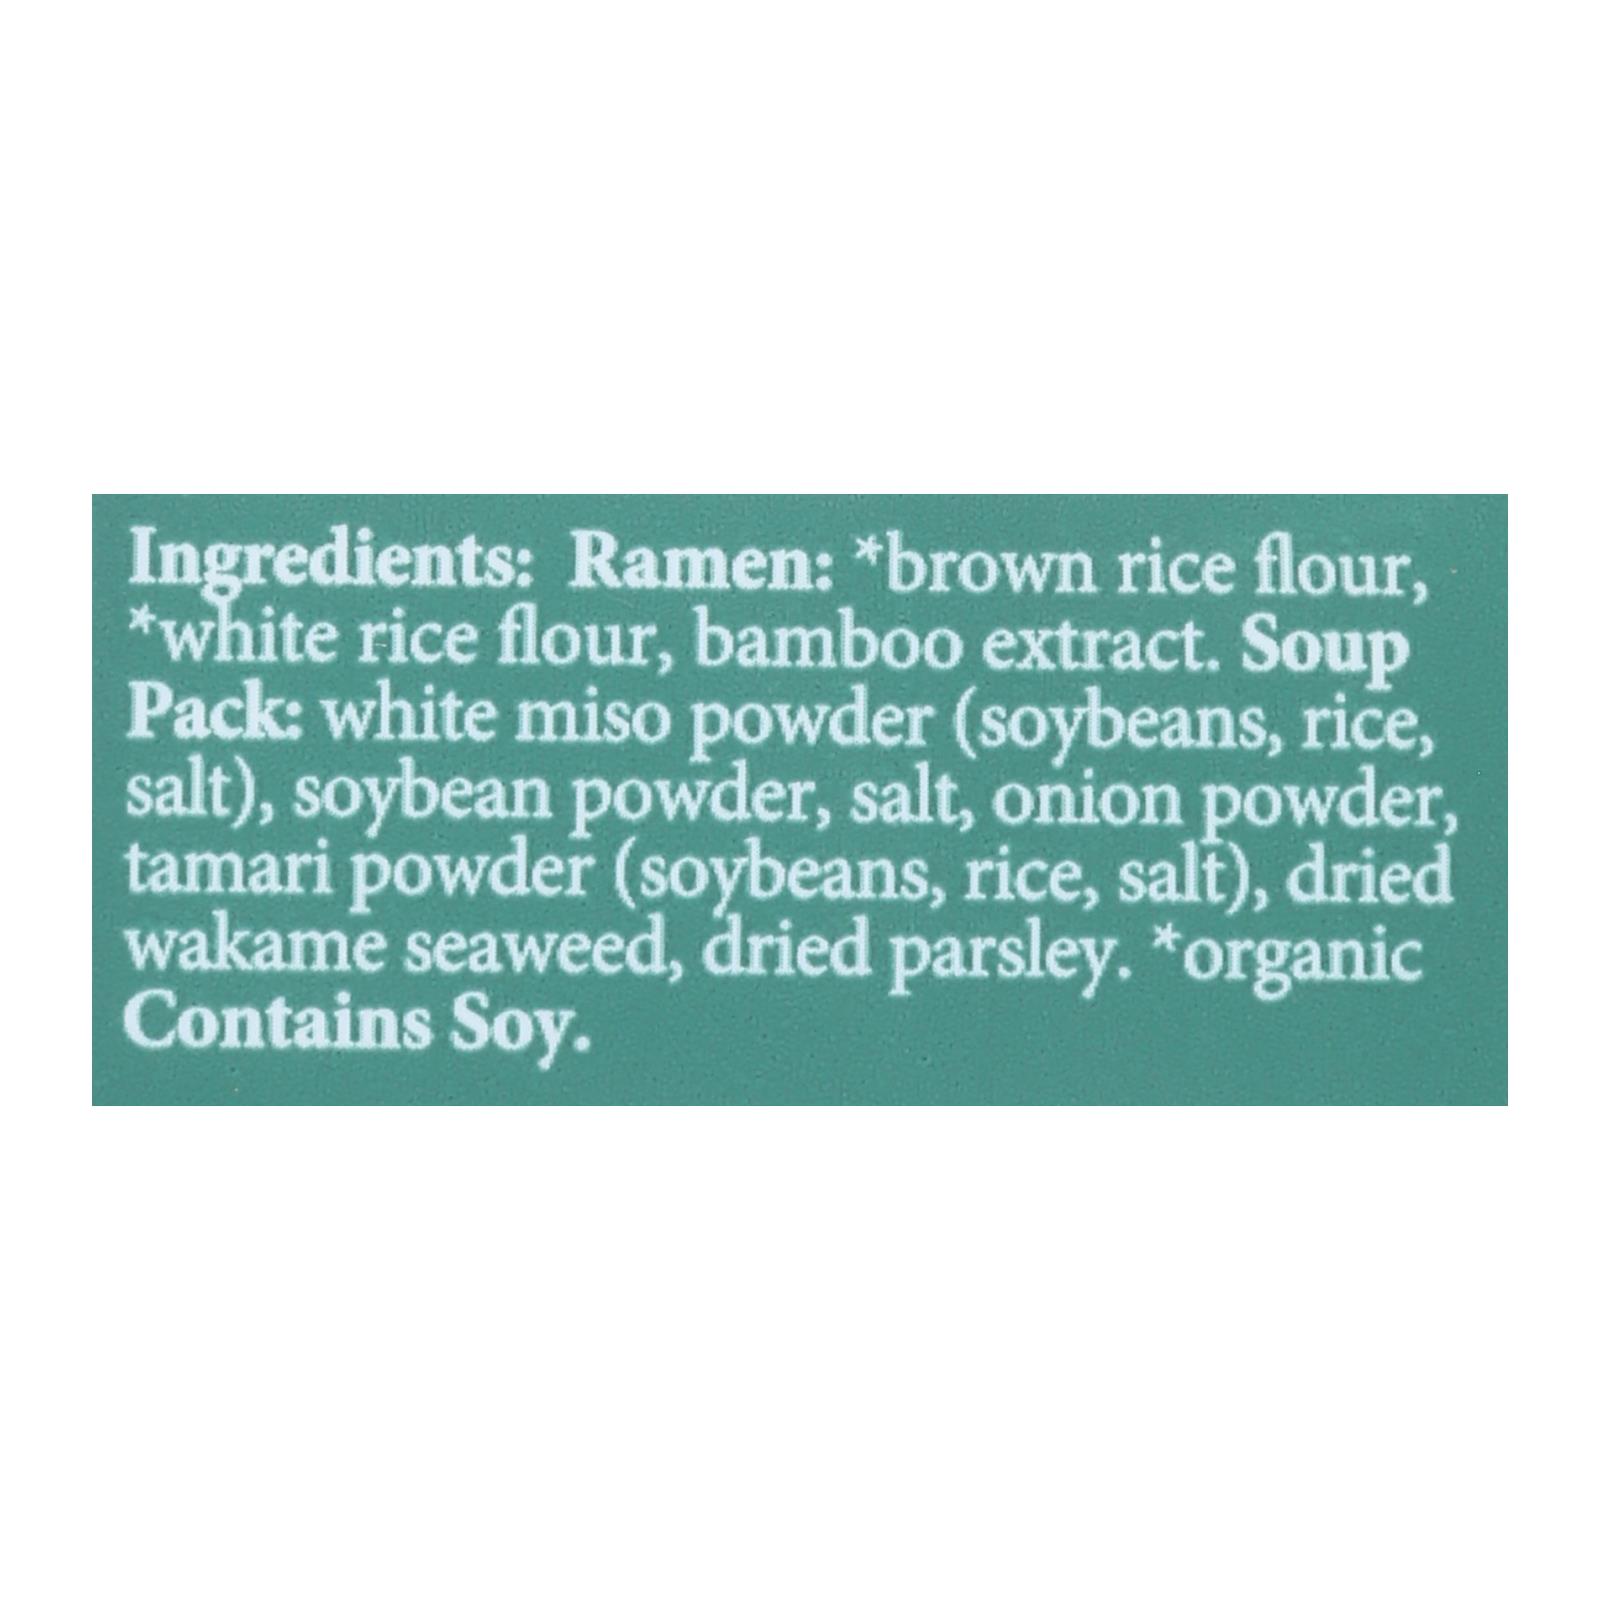 Ingredients: Ramen: *brown rice flour,
*white rice flour, bamboo extract. Soup
Pack: white miso powder (soybeans, rice,
salt), soybean powder, salt, onion powder,
tamari powder (soybeans, rice, salt), dried
wakame seaweed, dried parsley. *organic
Contains Soy.